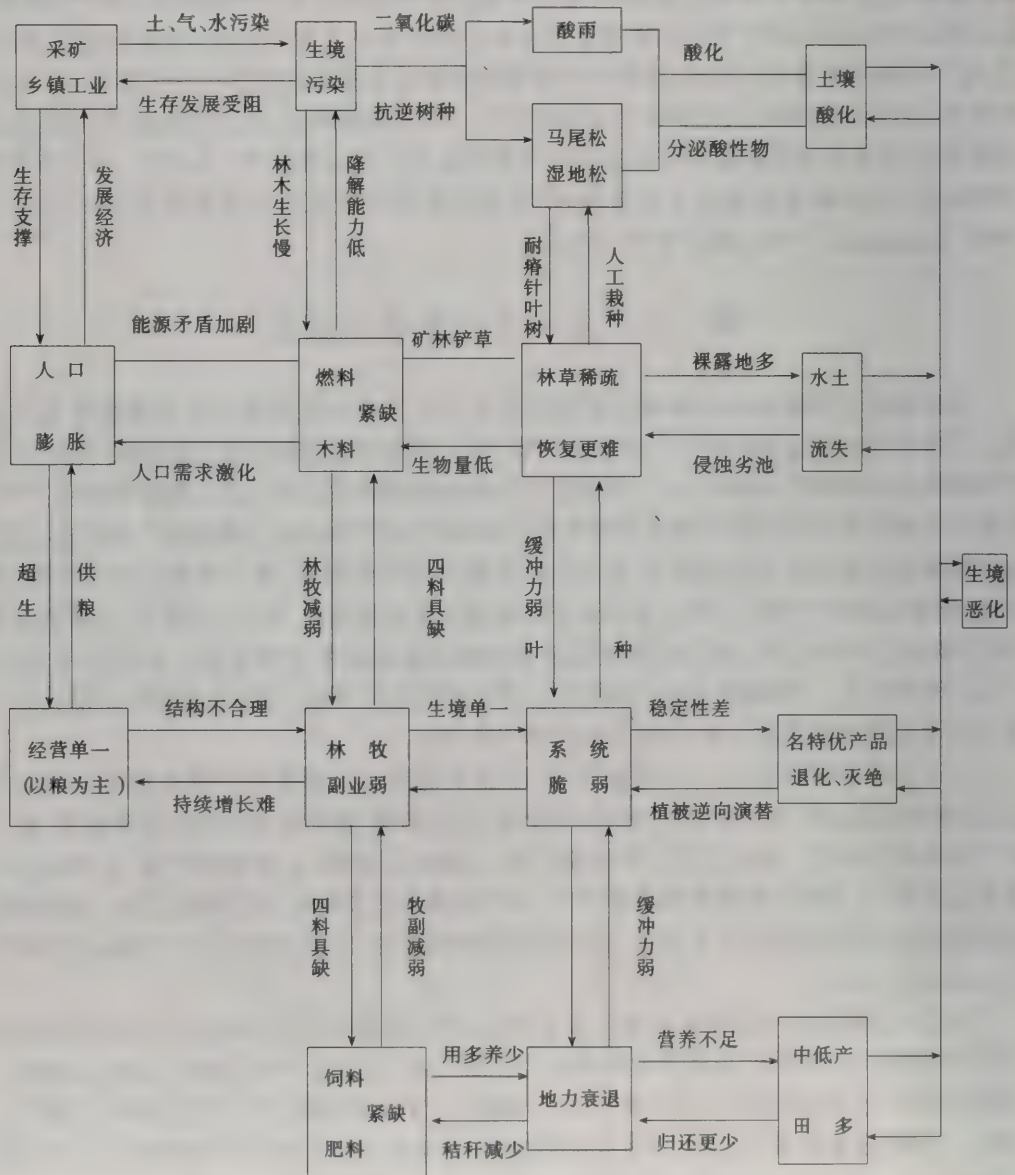 土、气、水污染
二氧化碳
酸雨
采矿
乡镇工业
生境
污染
酸化
土壤
酸化
生存发展受阻
抗逆树种
马尾松
湿地松
分泌酸性物
生存支撑
发展经济
林木生长慢
降解能力低
耐瘠针叶树
人工栽种
能源矛盾加剧
矿林铲草
裸露地多
人口
膨胀
燃料
紧缺
木料
林草稀疏
恢复更难
水土
流失
人口需求激化
生物量低
侵蚀劣池
超生
供粮
林牧减弱
四料具缺
缓冲力弱
叶
种
生境
恶化
结构不合理
生境单一
稳定性差
经营单一
(以粮为主)
林牧
副业弱
系统
脆弱
名特优产品
退化、灭绝
持续增长难
植被逆向演替
四料具缺
牧副减弱
缓冲力弱
用多养少
营养不足
饲料
紧缺
肥料
地力衰退
中低产
田多
秸秆减少
归还更少